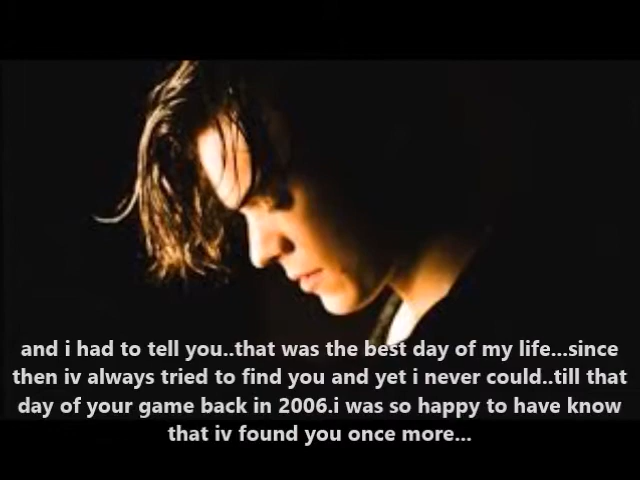 and i had to tell you..that was the best day of my life...since
then iv always tried to find you and yet i never could..till that
day of your game back in 2006.i was so happy to have know
that iv found you once more...